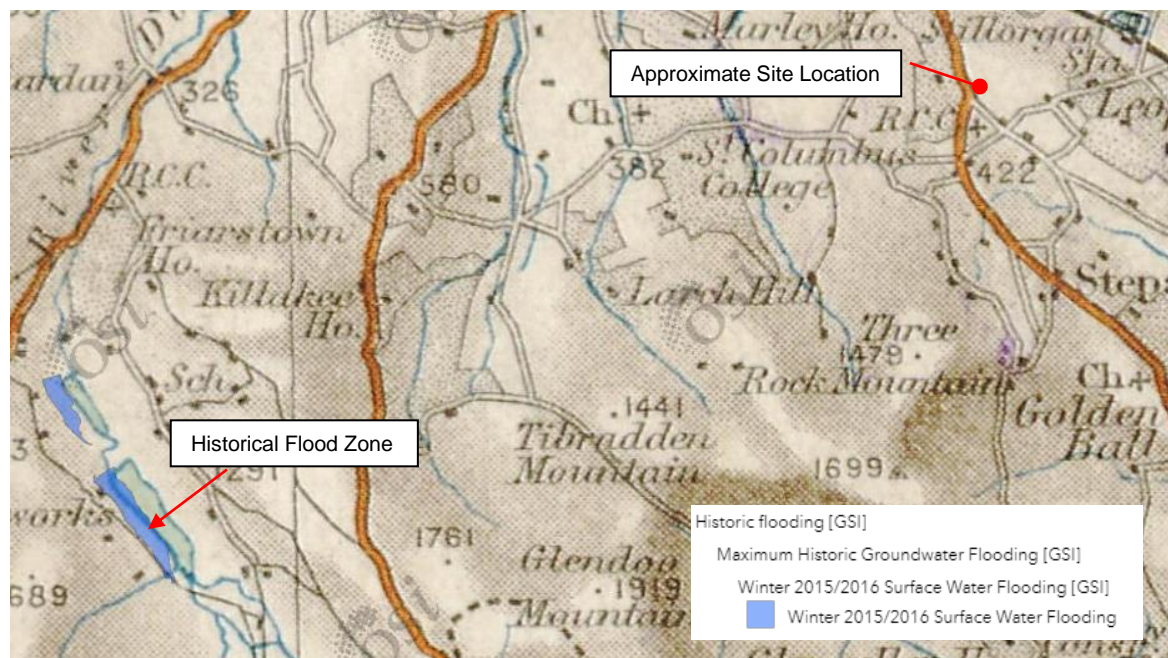 Marley Ho.
Approximate Site Location
Sta.
326
Ch +
R.C.C.
St. Columbus
College
382
580
422
R.C.C.
Friarstown
Ho.
Killakee
Ho.
Larch Hill
Steps
Three
1479
Rock Mountain
Sch.
Ch +
Golden
Ball
1441
Tibradden
Mountain
Historical Flood Zone
291
1699
works
1761
Glendoo
1919
Mountain
689
Historic flooding [GSI]
Maximum Historic Groundwater Flooding [GSI]
Winter 2015/2016 Surface Water Flooding [GSI]
Winter 2015/2016 Surface Water Flooding
osi
osi